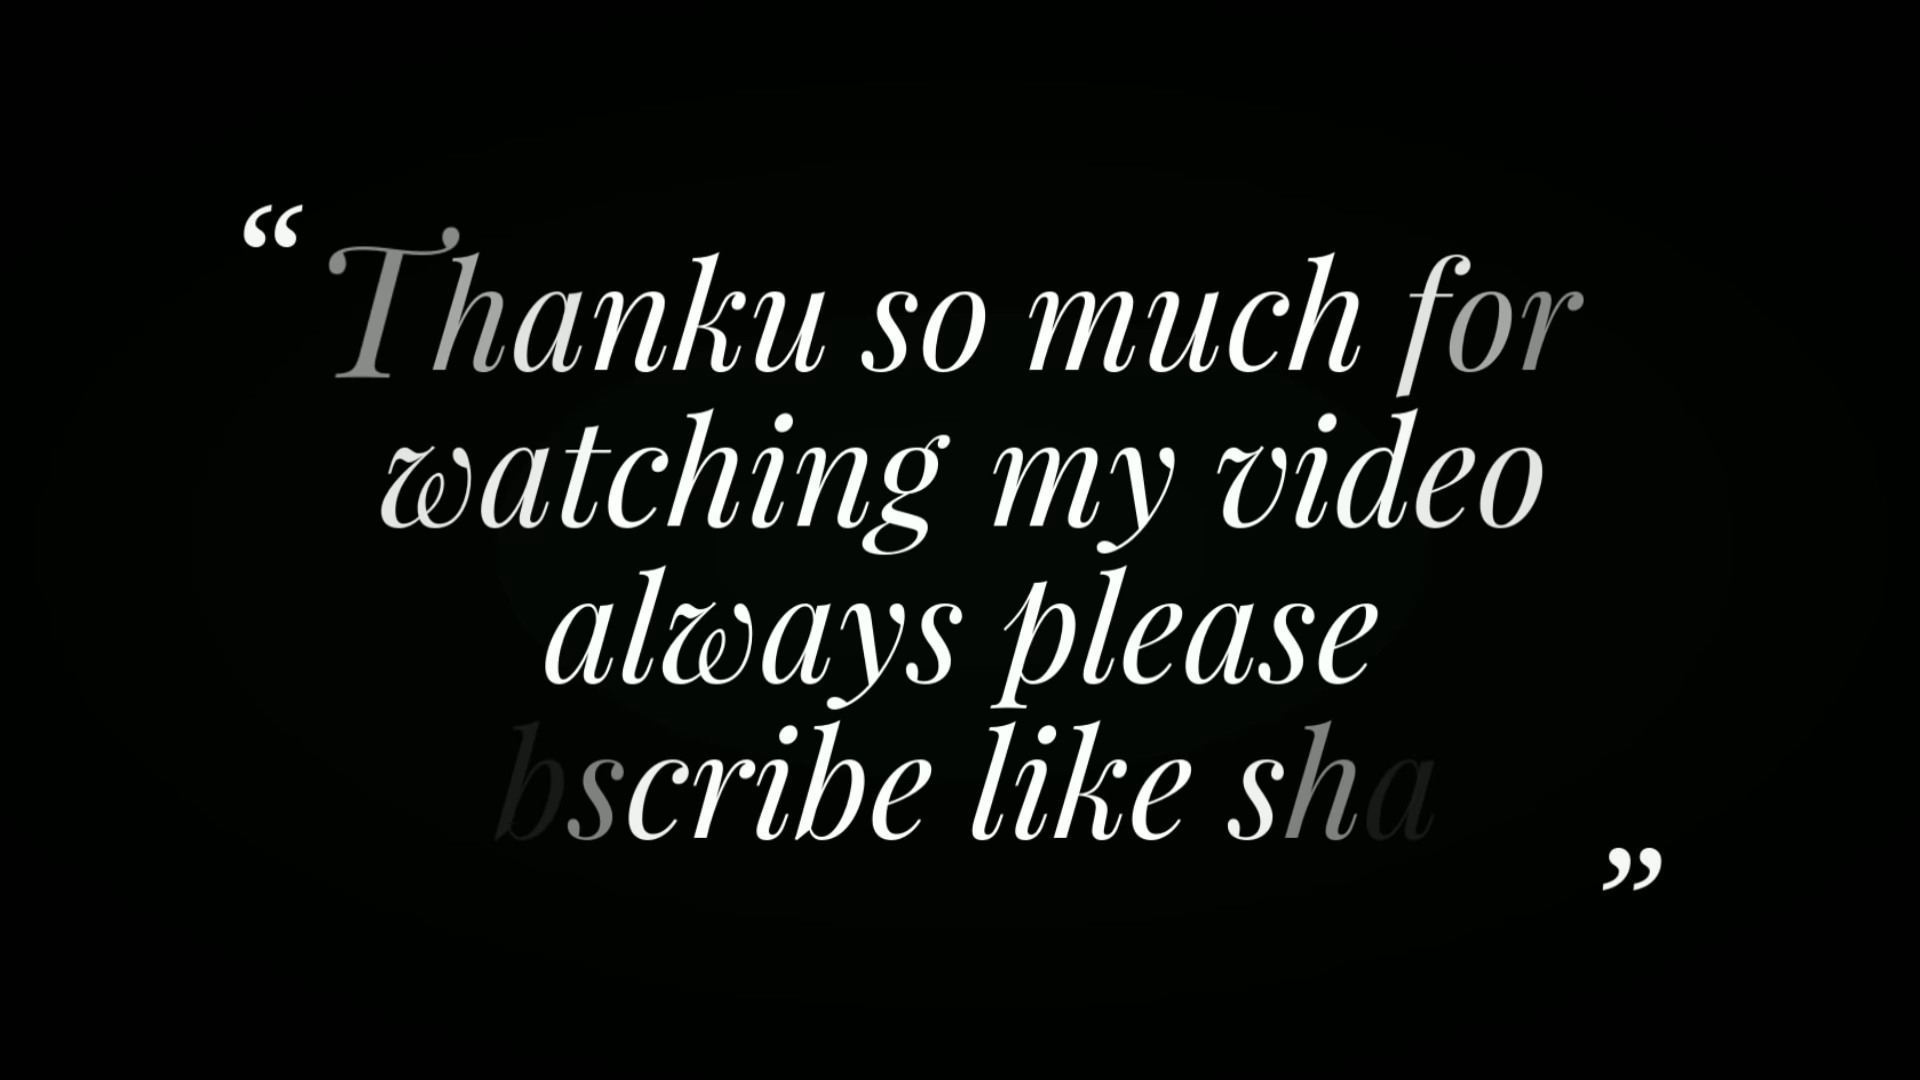 “Thanku so much for
watching my video
always please
bscribe like sha”